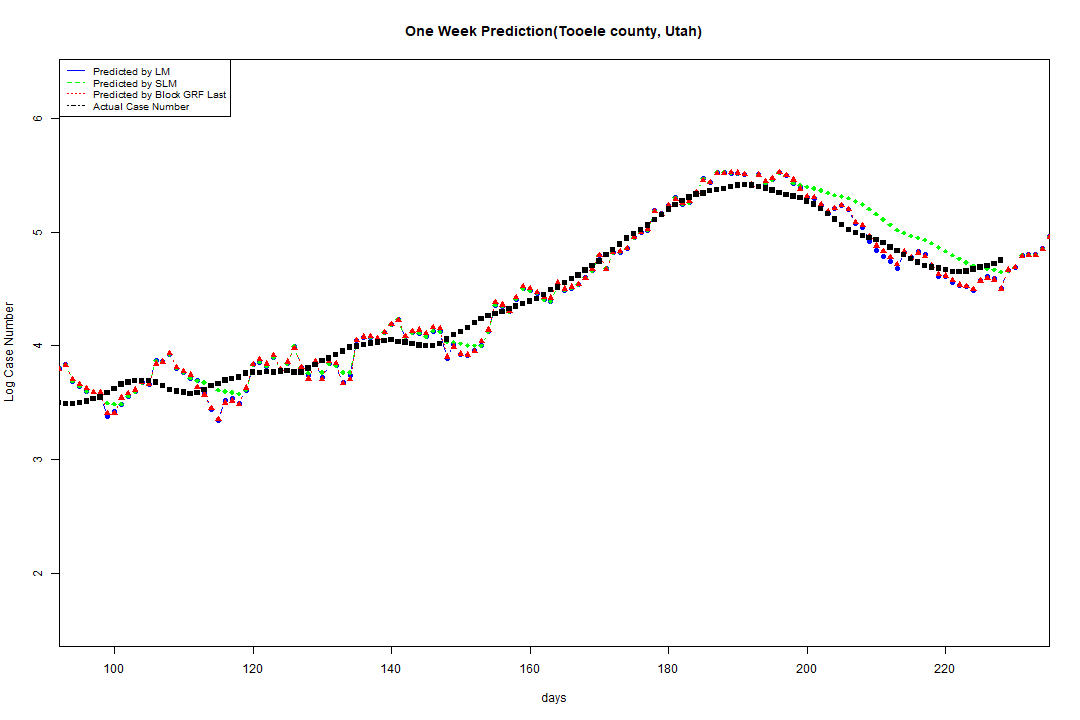 One Week Prediction(Tooele county, Utah)
Predicted by LM
Predicted by SLM
Predicted by Block GRF Last
Actual Case Number
6
5
4
3
2
Log Case Number
100 120 140 160 180 200 220
days